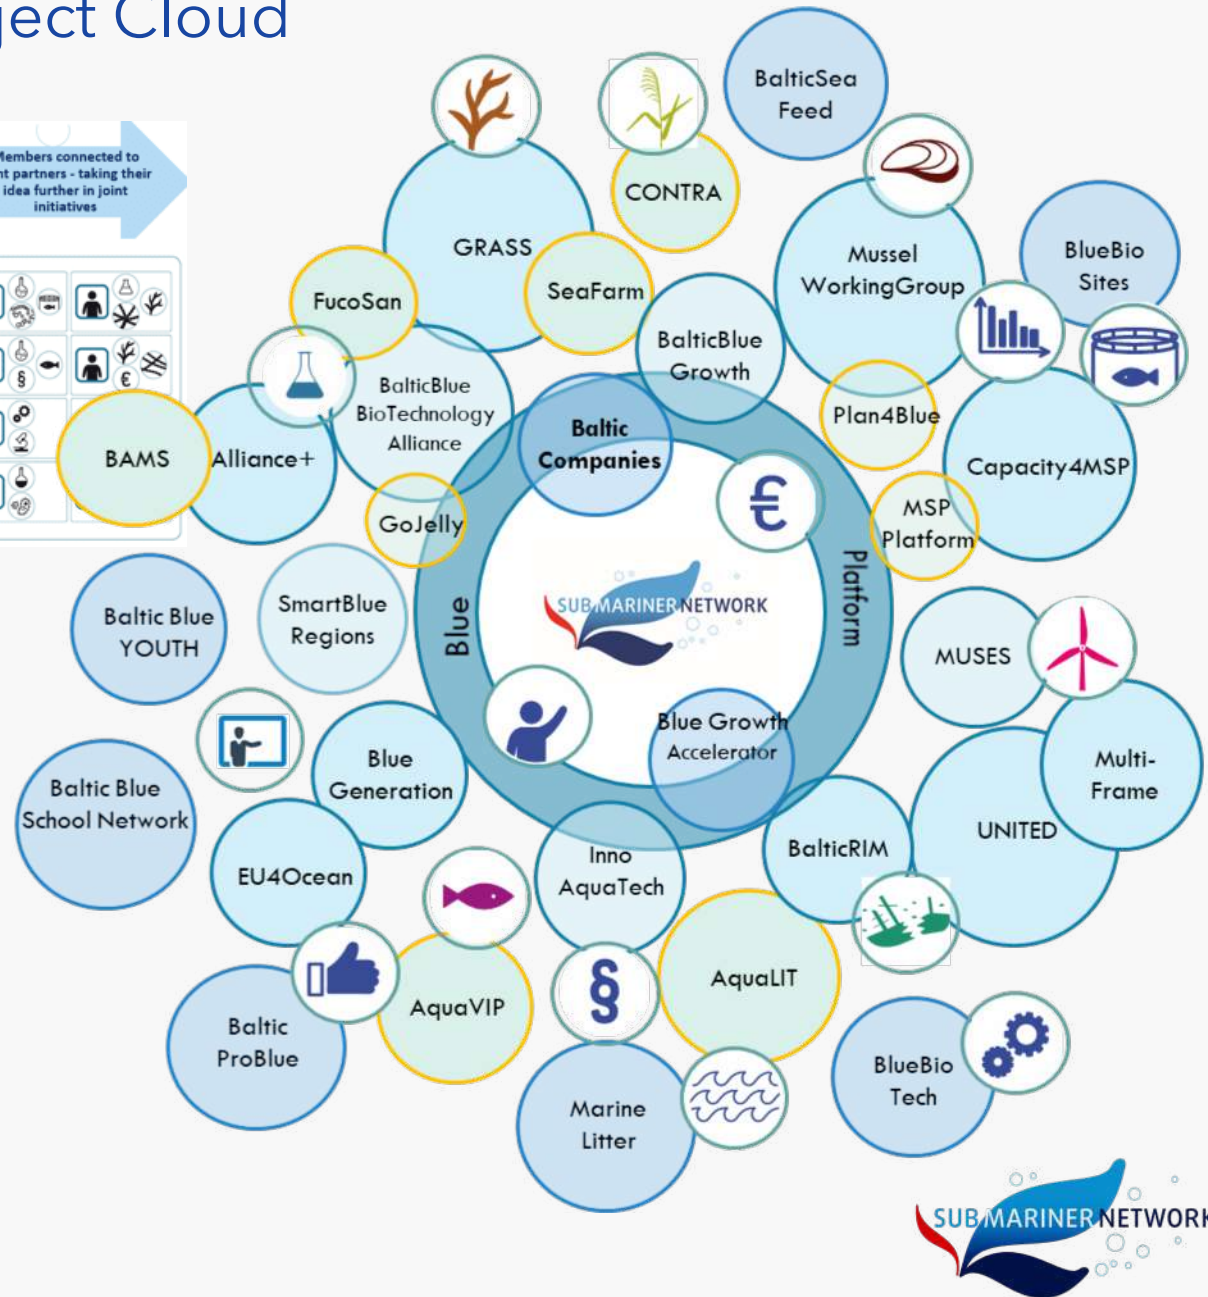 ject Cloud
Members connected to
nt partners - taking their
idea further in joint
initiatives
BalticSea
Feed
CONTRA
GRASS
Mussel
WorkingGroup
BlueBio
Sites
FucoSan
SeaFarm
BalticBlue
Growth
BalticBlue
BioTechnology
Alliance
Baltic
Companies
Plan4Blue
BAMS
Alliance+
Capacity4MSP
€
GoJelly
MSP
Platform
SmartBlue
Regions
Baltic Blue
YOUTH
Blue
Platform
SUBMARINER NETWORK
MUSES
Blue Growth
Accelerator
Blue
Generation
Multi-
Frame
Baltic Blue
School Network
UNITED
BalticRIM
Inno
AquaTech
EU4Ocean
AquaLIT
AquaVIP
§
Baltic
ProBlue
BlueBio
Tech
Marine
Litter
SUBMARINER NETWORK
§
€